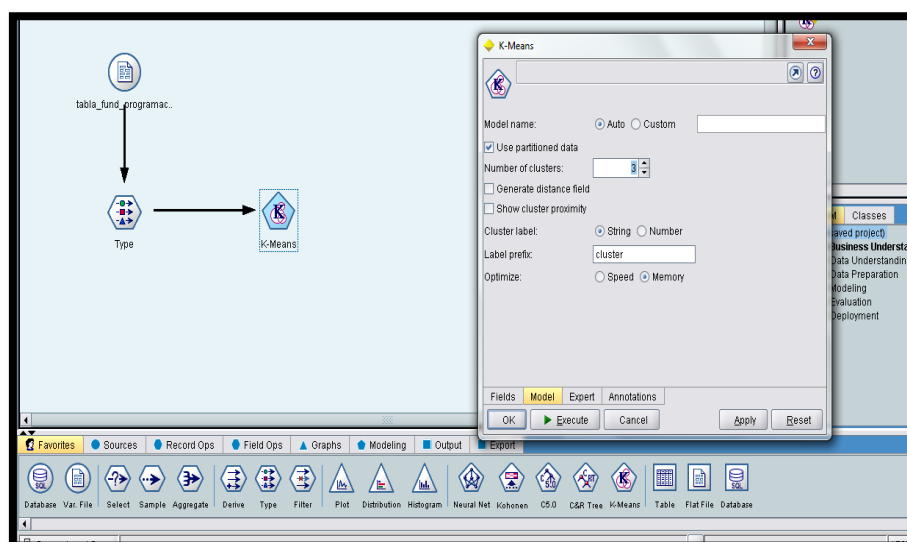 tabla_fund_programac..
Type
K-Means
K-Means
Model name:
Auto
Custom
Use partitioned data
Number of clusters:
3
Generate distance field
Show cluster proximity
Cluster label:
String
Number
Label prefix:
cluster
Optimize:
Speed
Memory
Fields
Model
Expert
Annotations
OK
Execute
Cancel
Apply
Reset
Classes
Business Understa
Data Understandin
Data Preparation
Modeling
Evaluation
Deployment
Favorites
Sources
Record Ops
Field Ops
Graphs
Modeling
Output
Export
SQL
Database
Var. File
Select
Sample
Aggregate
Derive
Type
Filter
Plot
Distribution
Histogram
Neural Net
Kohonen
C5.0
C&R Tree
K-Means
Table
Flat File
Database